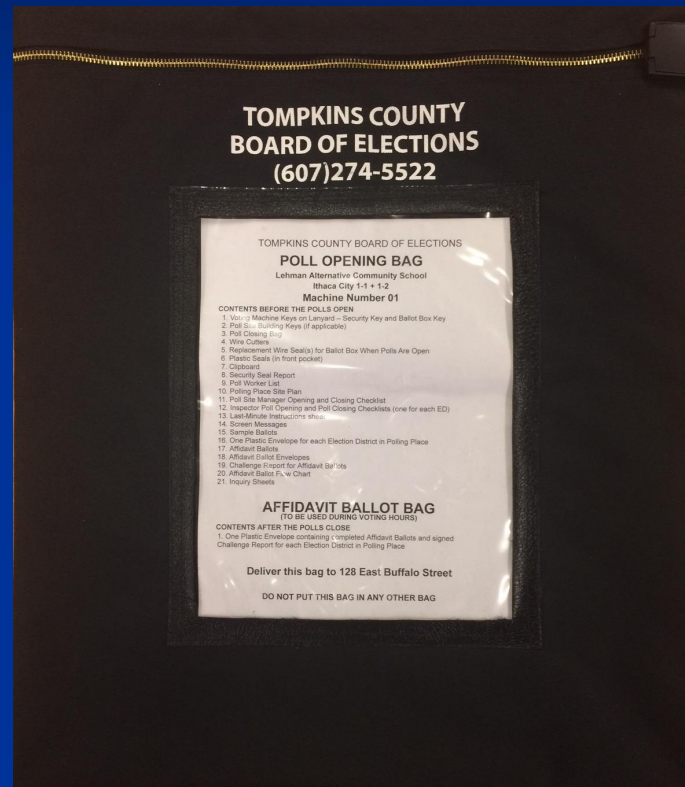 TOMPKINS COUNTY
BOARD OF ELECTIONS
(607)274-5522
TOMPKINS COUNTY BOARD OF ELECTIONS
POLL OPENING BAG
Lehman Alternative Community School
Ithaca City 1-1 + 1-2
Machine Number 01
CONTENTS BEFORE THE POLLS OPEN
1. Voting Machine Keys on Lanyard – Security Key and Ballot Box Key
2. Poll Site Building Keys (if applicable)
3. Poll Closing Bag
4. Wire Cutters
5. Replacement Wire Seal(s) for Ballot Box When Polls Are Open
6. Plastic Seals (in front pocket)
7. Clipboard
8. Security Seal Report
9. Poll Worker List
10. Polling Place Site Plan
11. Poll Site Manager Opening and Closing Checklist
12. Inspector Poll Opening and Poll Closing Checklists (one for each ED)
13. Last-Minute Instructions sheet
14. Screen Messages
15. Sample Ballots
16. One Plastic Envelope for each Election District in Polling Place
17. Affidavit Ballots
18. Affidavit Ballot Envelopes
19. Challenge Report for Affidavit Ballots
20. Affidavit Ballot Flow Chart
21. Inquiry Sheets
AFFIDAVIT BALLOT BAG
(TO BE USED DURING VOTING HOURS)
CONTENTS AFTER THE POLLS CLOSE
1. One Plastic Envelope containing completed Affidavit Ballots and signed
Challenge Report for each Election District in Polling Place
Deliver this bag to 128 East Buffalo Street
DO NOT PUT THIS BAG IN ANY OTHER BAG